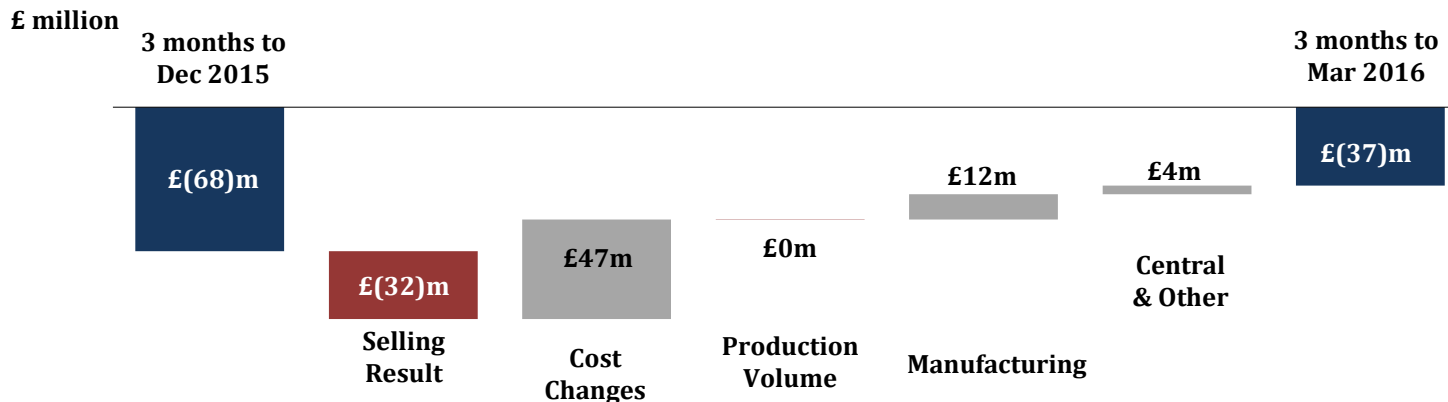 £ million
3 months to
Dec 2015
3 months to
Mar 2016
£(68)m
£(32)m
Selling
Result
£47m
Cost
Changes
£0m
Production
Volume
£12m
Manufacturing
£4m
Central
& Other
£(37)m